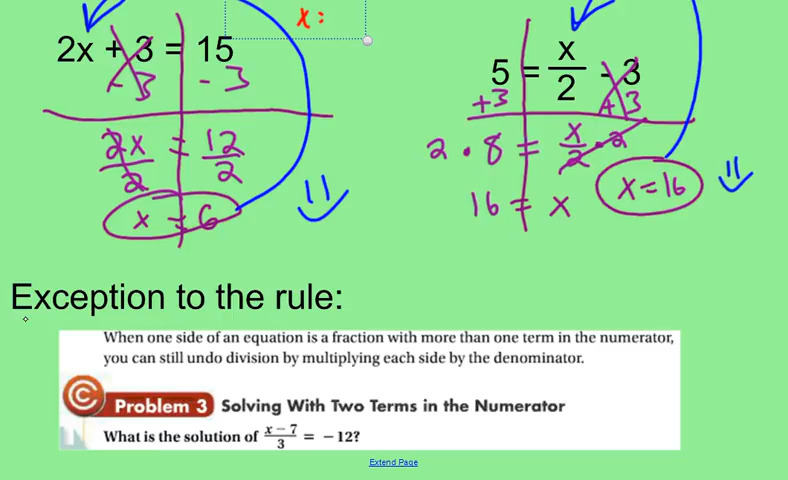 x :
2x + 3 = 15
- 3 - 3
2x/2 = 12/2
x = 6
5 = x/2 - 3
+3 +3
2 • 8 = x/2 • 2
16 = x
x = 16
Exception to the rule:
When one side of an equation is a fraction with more than one term in the numerator,
you can still undo division by multiplying each side by the denominator.
C Problem 3 Solving With Two Terms in the Numerator
What is the solution of x − 7/3 = −12?
Extend Page